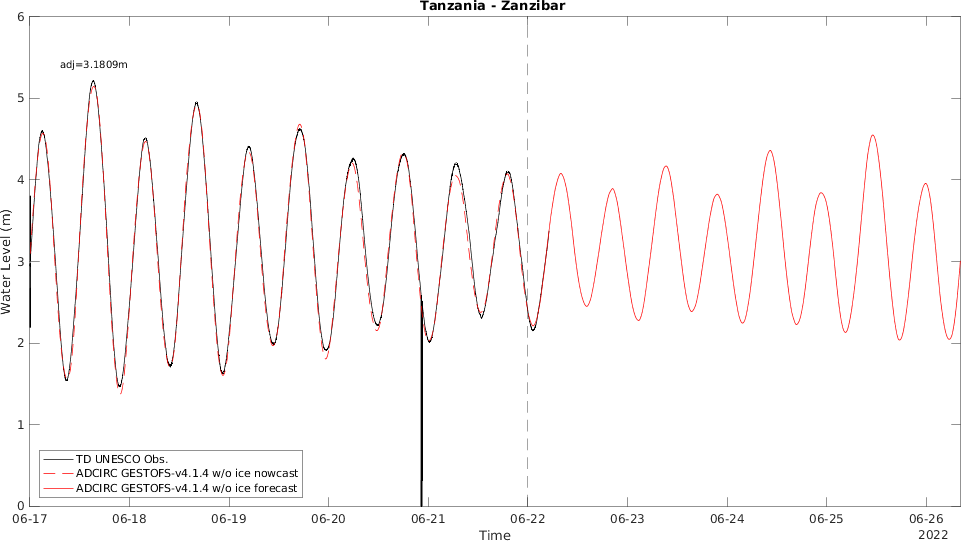 Tanzania - Zanzibar
adj=3.1809m
6
5
4
3
2
1
0
Water Level (m)
TD UNESCO Obs.
ADCIRC GESTOFS-v4.1.4 w/o ice nowcast
ADCIRC GESTOFS-v4.1.4 w/o ice forecast
06-17 06-18 06-19 06-20 06-21 06-22 06-23 06-24 06-25 06-26
Time
2022